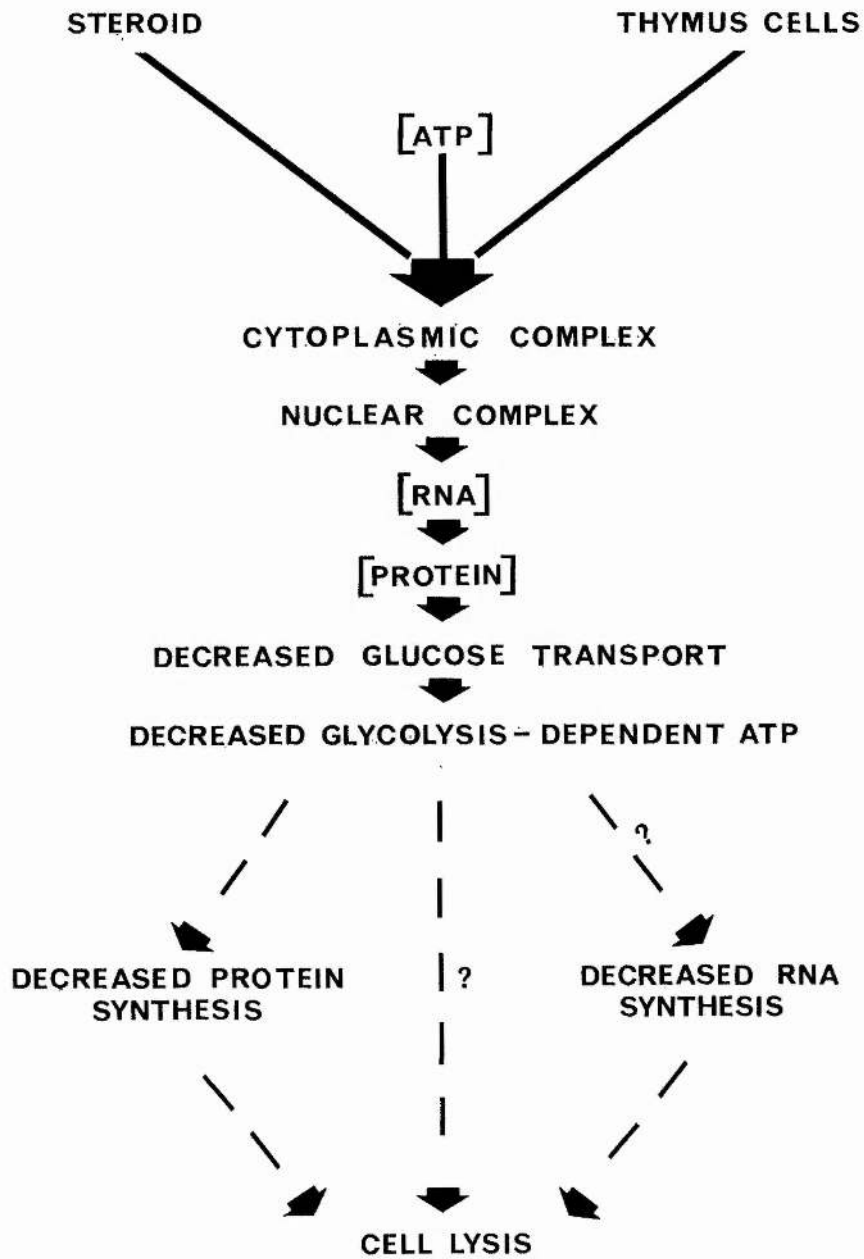 STEROID
THYMUS CELLS
[ATP]
CYTOPLASMIC COMPLEX
NUCLEAR COMPLEX
[RNA]
[PROTEIN]
DECREASED GLUCOSE TRANSPORT
DECREASED GLYCOLYSIS - DEPENDENT ATP
?
DECREASED PROTEIN
SYNTHESIS
?
DECREASED RNA
SYNTHESIS
CELL LYSIS